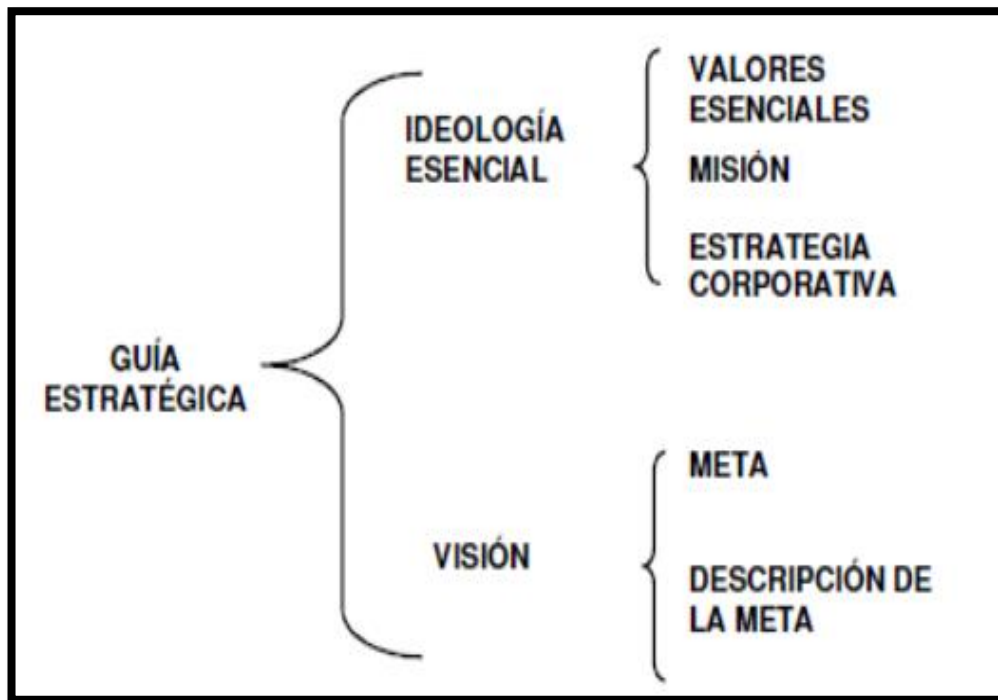 VALORES
ESENCIALES
IDEOLOGÍA
ESENCIAL
MISIÓN
ESTRATEGIA
CORPORATIVA
GUÍA
ESTRATÉGICA
META
VISIÓN
DESCRIPCIÓN DE
LA META